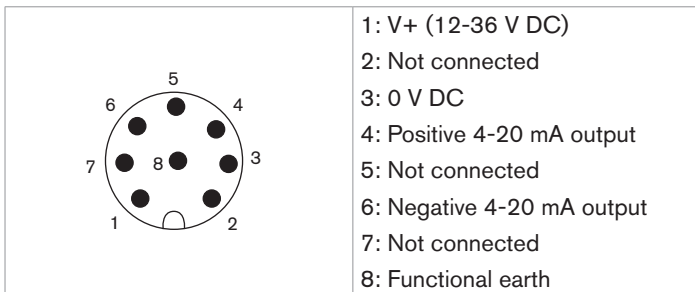 5
6
4
7
8
3
1
2
1: V+ (12-36 V DC)
2: Not connected
3: 0 V DC
4: Positive 4-20 mA output
5: Not connected
6: Negative 4-20 mA output
7: Not connected
8: Functional earth